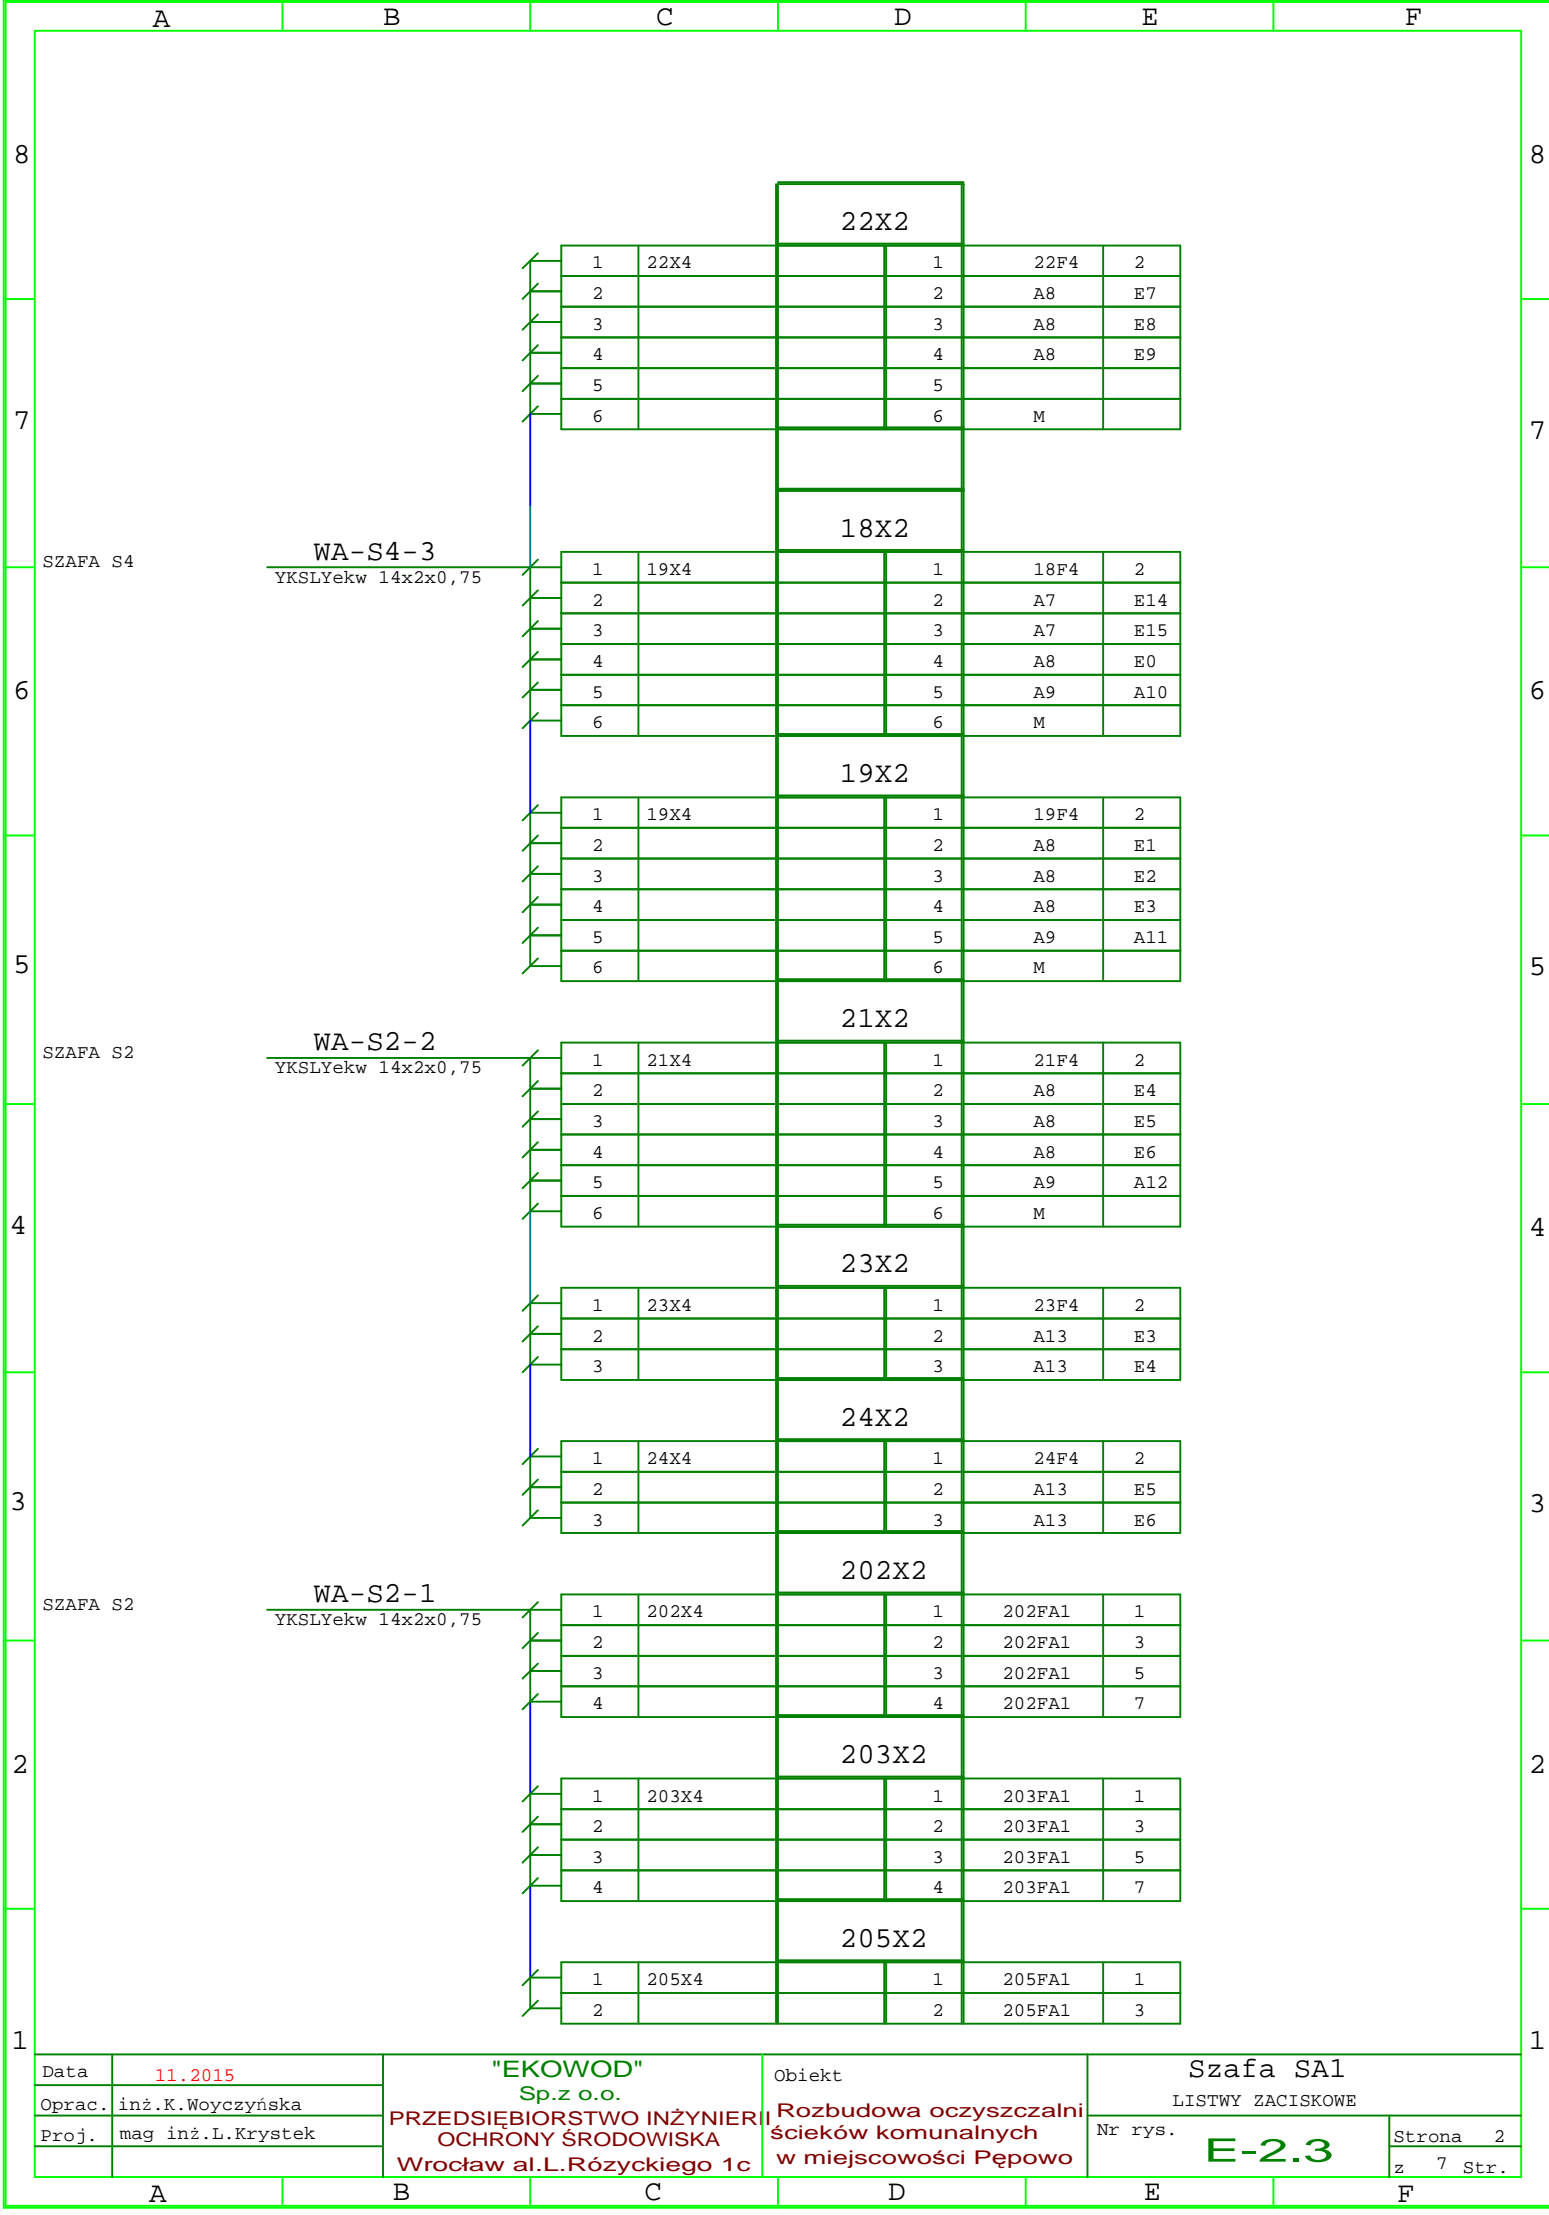 A B C D E F
8 8
22X2
1 22X4 1 22F4 2
2 2 A8 E7
3 3 A8 E8
4 4 A8 E9
5 5
7 6 6 M 7
18X2
SZAFA S4 WA-S4-3
YKSLYekw 14x2x0,75
1 19X4 1 18F4 2
2 2 A7 E14
3 3 A7 E15
4 4 A8 E0
6 5 5 A9 A10 6
6 6 M
19X2
1 19X4 1 19F4 2
2 2 A8 E1
3 3 A8 E2
4 4 A8 E3
5 5 A9 A11
5 6 6 M 5
21X2
SZAFA S2 WA-S2-2
YKSLYekw 14x2x0,75
1 21X4 1 21F4 2
2 2 A8 E4
3 3 A8 E5
4 4 A8 E6
5 5 A9 A12
4 6 6 M 4
23X2
1 23X4 1 23F4 2
2 2 A13 E3
3 3 A13 E4
24X2
1 24X4 1 24F4 2
2 2 A13 E5
3 3 3 A13 E6 3
202X2
SZAFA S2 WA-S2-1
YKSLYekw 14x2x0,75
1 202X4 1 202FA1 1
2 2 202FA1 3
3 3 202FA1 5
4 4 202FA1 7
203X2
2 2
1 203X4 1 203FA1 1
2 2 203FA1 3
3 3 203FA1 5
4 4 203FA1 7
205X2
1 205X4 1 205FA1 1
2 2 205FA1 3
1 1
Data 11.2015
Oprac. inż.K.Woyczyńska
Proj. mag inż.L.Krystek
"EKOWOD"
Sp.z o.o.
PRZEDSIĘBIORSTWO INŻYNIERII
OCHRONY ŚRODOWISKA
Wrocław al.L.Rózyckiego 1c
Obiekt
Rozbudowa oczyszczalni
ścieków komunalnych
w miejscowości Pępowo
Szafa SA1
LISTWY ZACISKOWE
Nr rys. E-2.3
Strona 2
z 7 Str.
A B C D E F